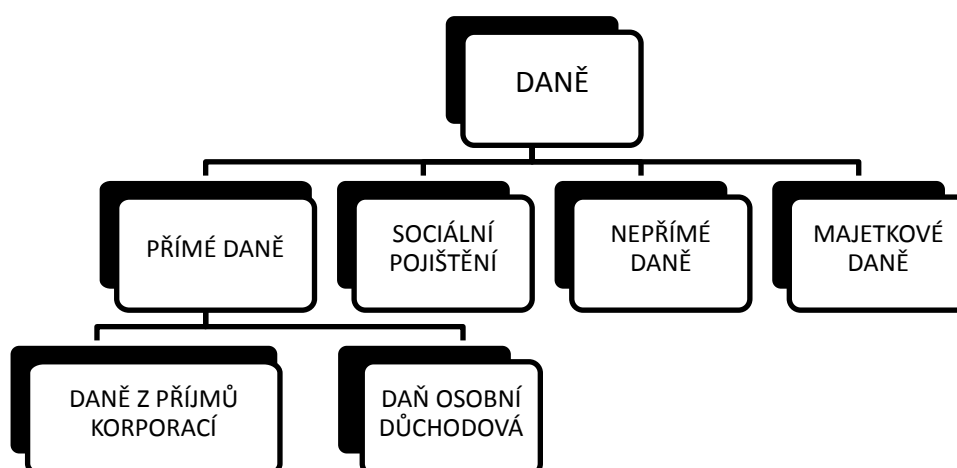 DANĚ
PŘÍMÉ DANĚ
SOCIÁLNÍ
POJIŠTĚNÍ
NEPŘÍMÉ
DANĚ
MAJETKOVÉ
DANĚ
DANĚ Z PŘÍJMŮ
KORPORACÍ
DAŇ OSOBNÍ
DŮCHODOVÁ